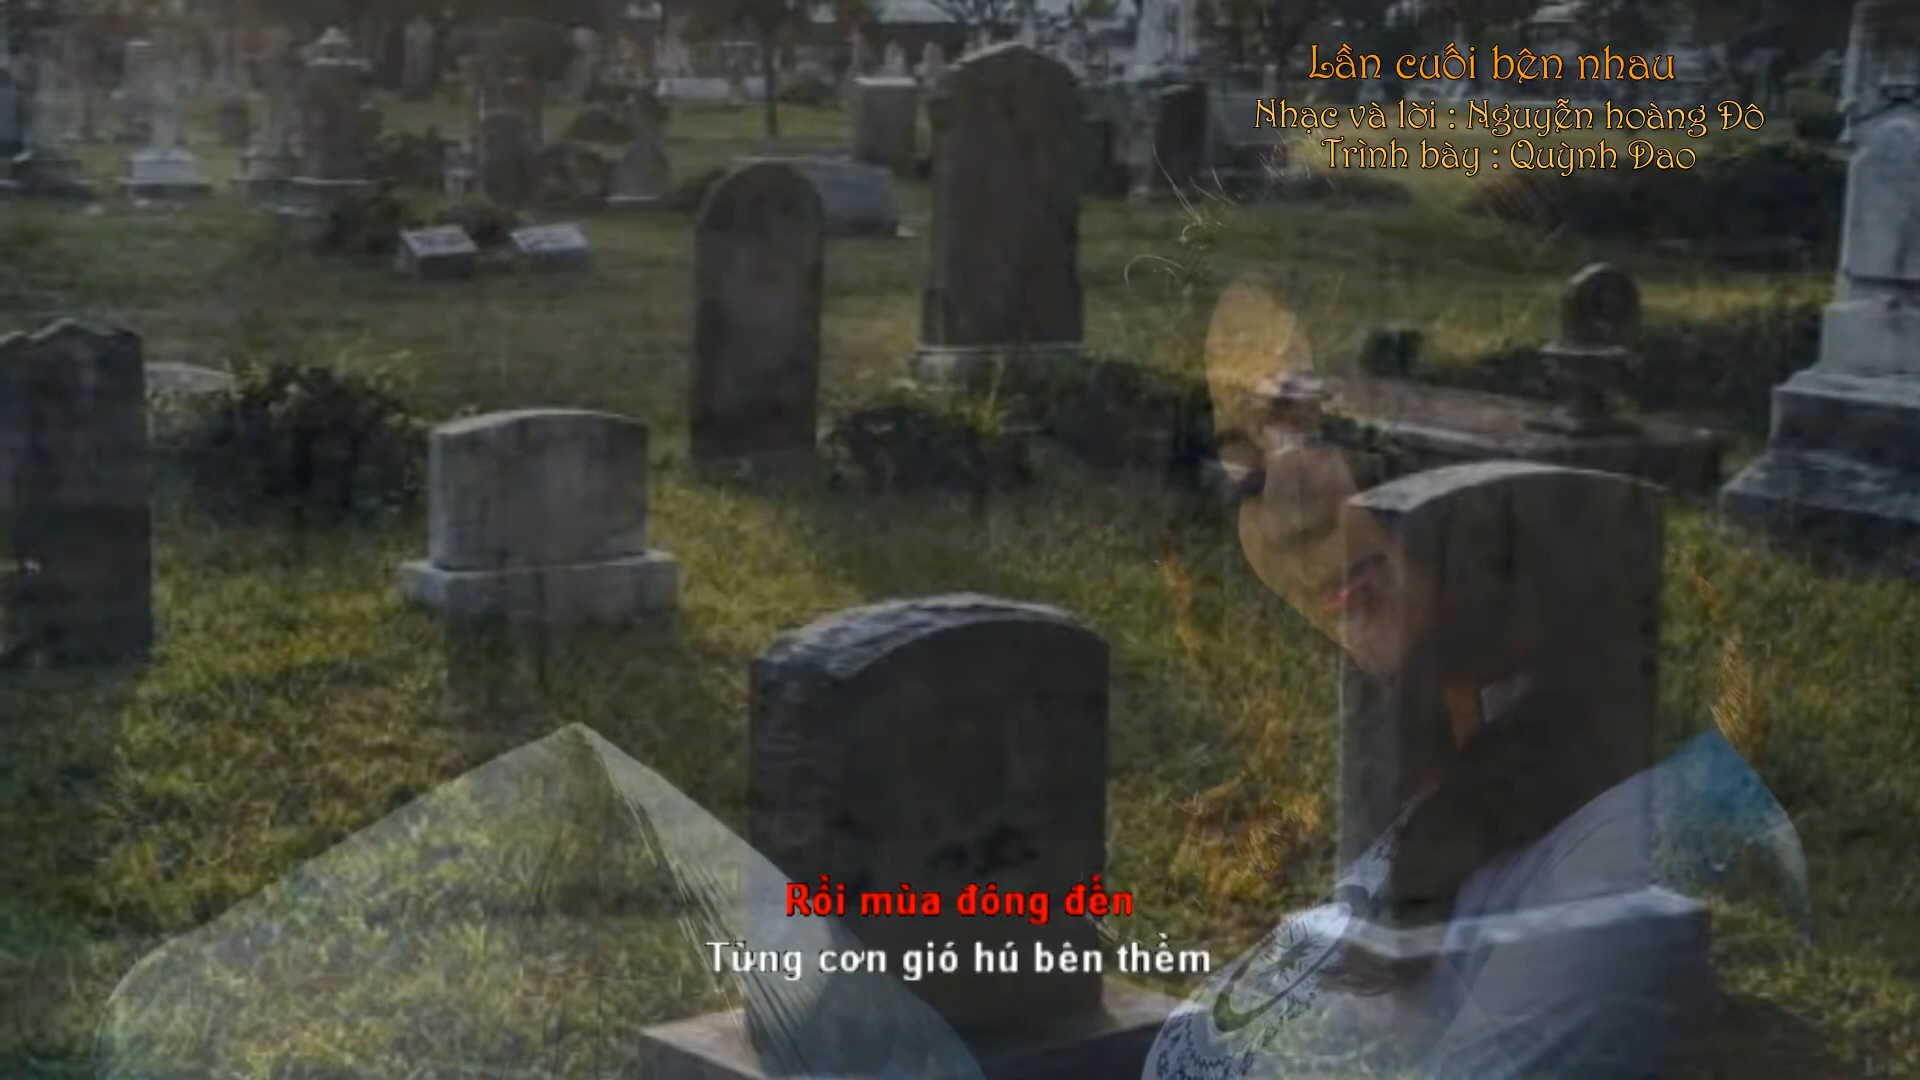 Lần cuối bên nhau
Nhạc và lời : Nguyễn hoàng Đô
Trình bày : Quỳnh Dao
Rồi mùa đông đến
Từng cơn gió hú bên thềm